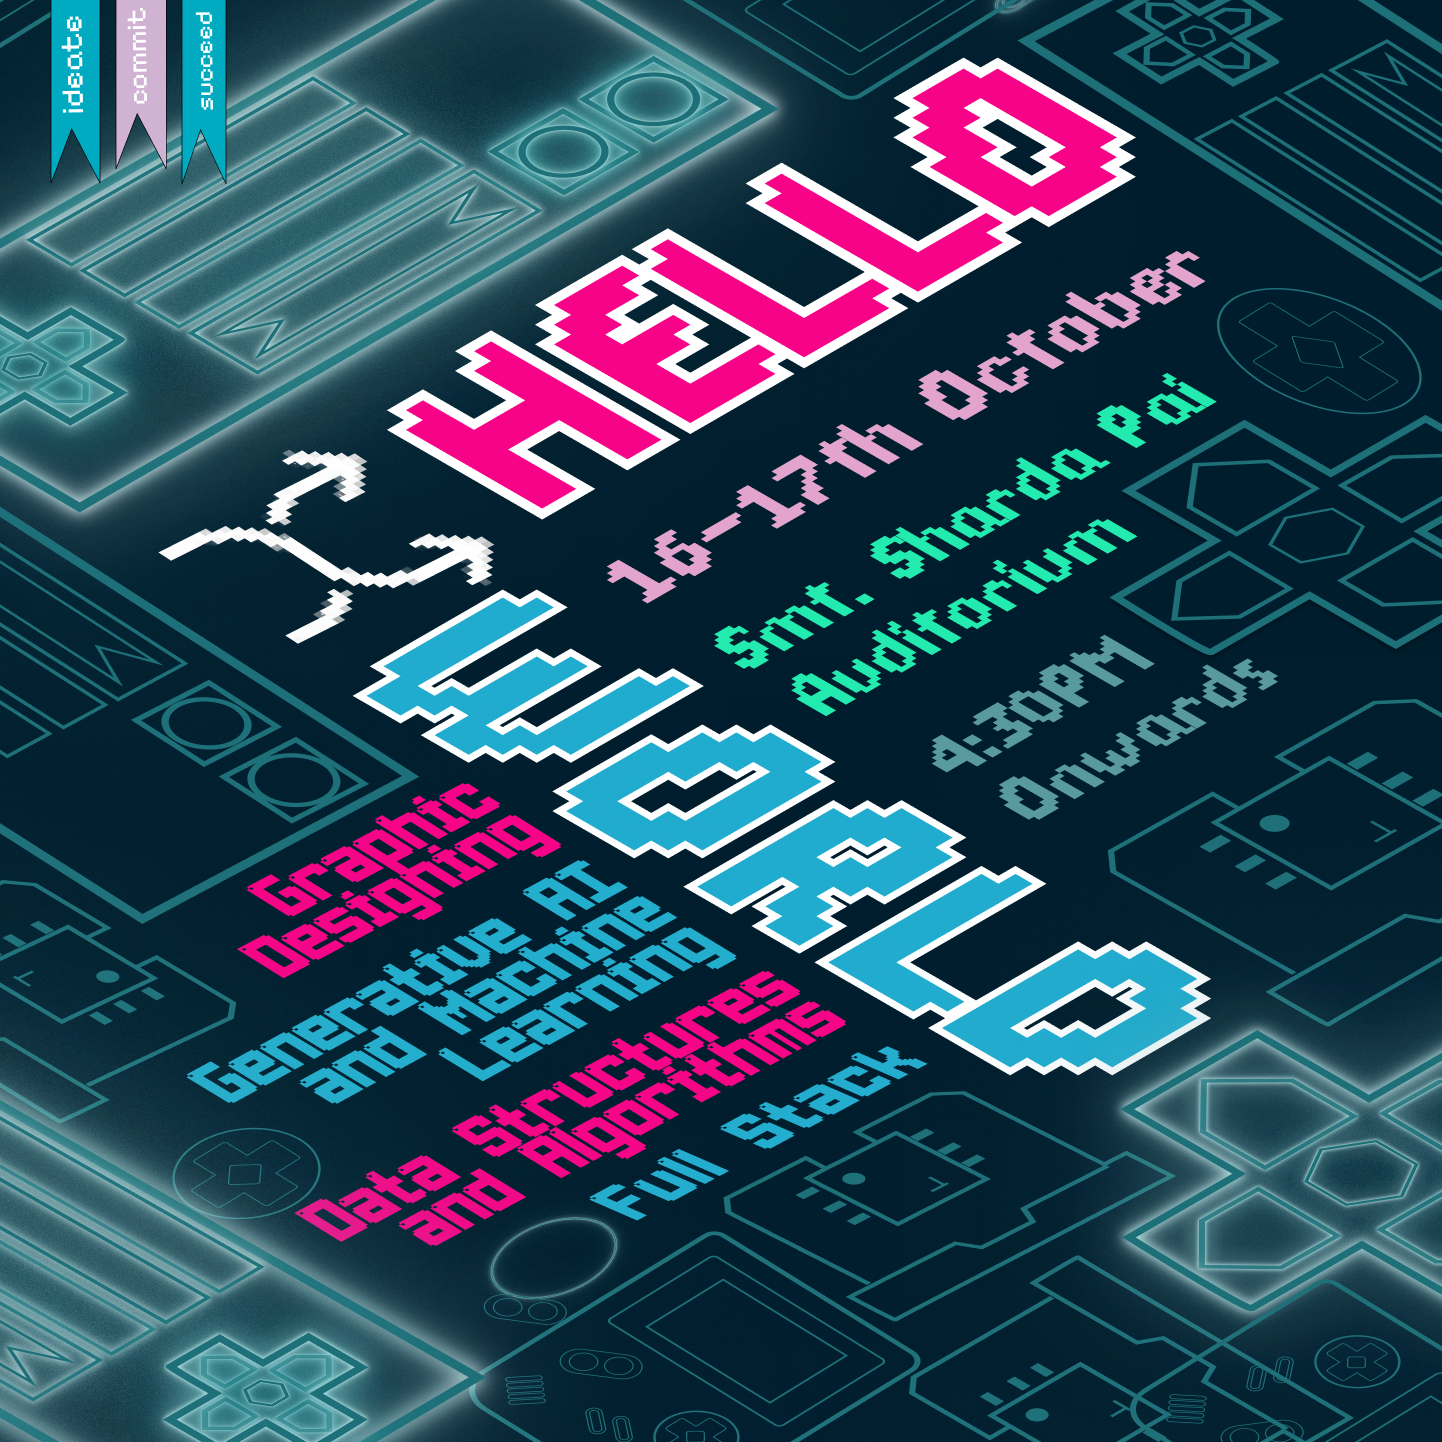 ideate
commit
succeed
HELLO
WORLD
16-17th October
Smt. Sharda Pai
Auditorium
4:30PM
Onwards
Graphic
Designing
Generative AI
and Machine
Learning
Data Structures
and Algorithms
Full Stack